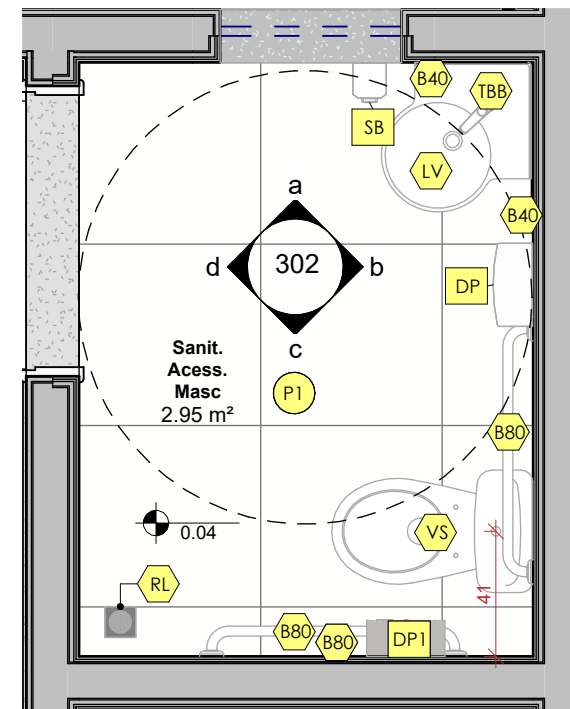 B40
TBB
SB
LV
B40
a
d
302
b
c
DP
Sanit.
Acess.
Masc
2.95 m²
P1
B80
VS
0.04
41
RL
B80
B80
DP1